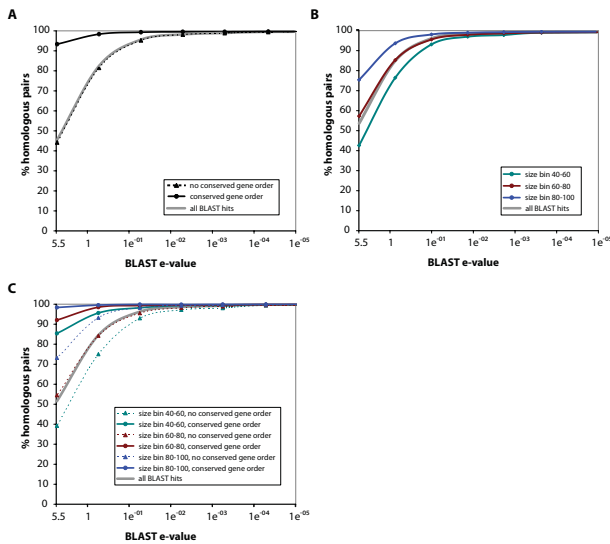 A
% homologous pairs
100
90
80
70
60
50
40
30
20
10
0
no conserved gene order
conserved gene order
all BLAST hits
5.5 1 1e-01 1e-02 1e-03 1e-04 1e-05
BLAST e-value
B
% homologous pairs
100
90
80
70
60
50
40
30
20
10
0
size bin 40-60
size bin 60-80
size bin 80-100
all BLAST hits
5.5 1 1e-01 1e-02 1e-03 1e-04 1e-05
BLAST e-value
C
% homologous pairs
100
90
80
70
60
50
40
30
20
10
0
size bin 40-60, no conserved gene order
size bin 40-60, conserved gene order
size bin 60-80, no conserved gene order
size bin 60-80, conserved gene order
size bin 80-100, no conserved gene order
size bin 80-100, conserved gene order
all BLAST hits
5.5 1 1e-01 1e-02 1e-03 1e-04 1e-05
BLAST e-value